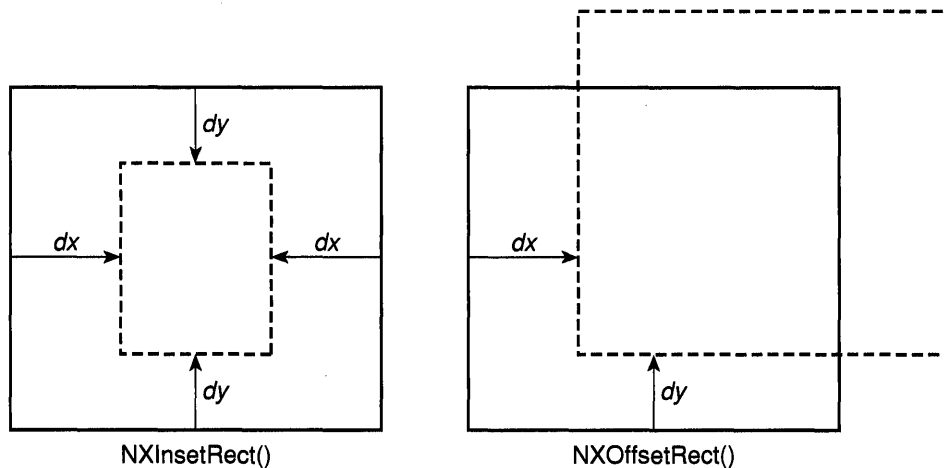 dy
dx
dx
dy
NXInsetRect()
dx
dy
NXOffsetRect()